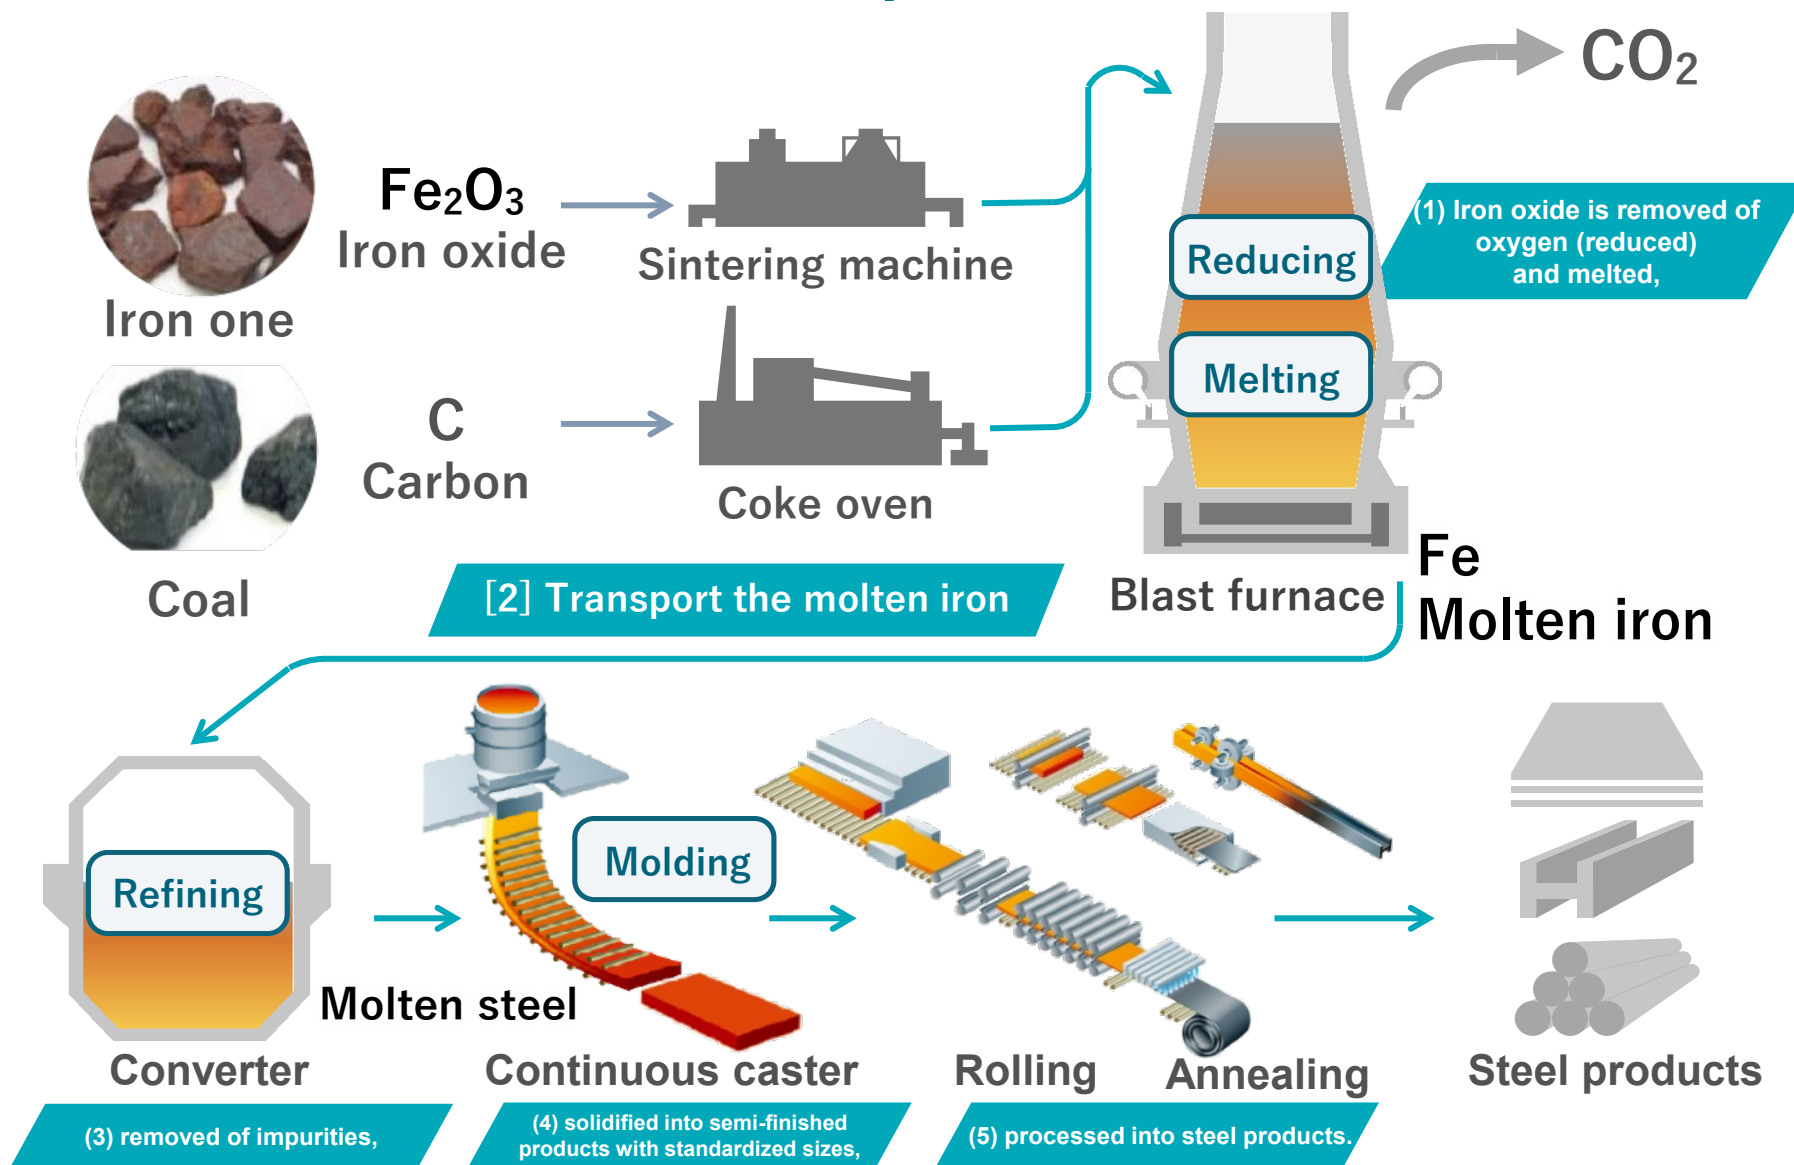 CO₂
Fe₂O₃
Iron oxide
Sintering machine
Iron one
Reducing
(1) Iron oxide is removed of
oxygen (reduced)
and melted,
Melting
C
Carbon
Coke oven
Coal
[2] Transport the molten iron
Blast furnace
Fe
Molten iron
Refining
Molding
Molten steel
Converter
Continuous caster
Rolling
Annealing
Steel products
(3) removed of impurities,
(4) solidified into semi-finished
products with standardized sizes,
(5) processed into steel products.